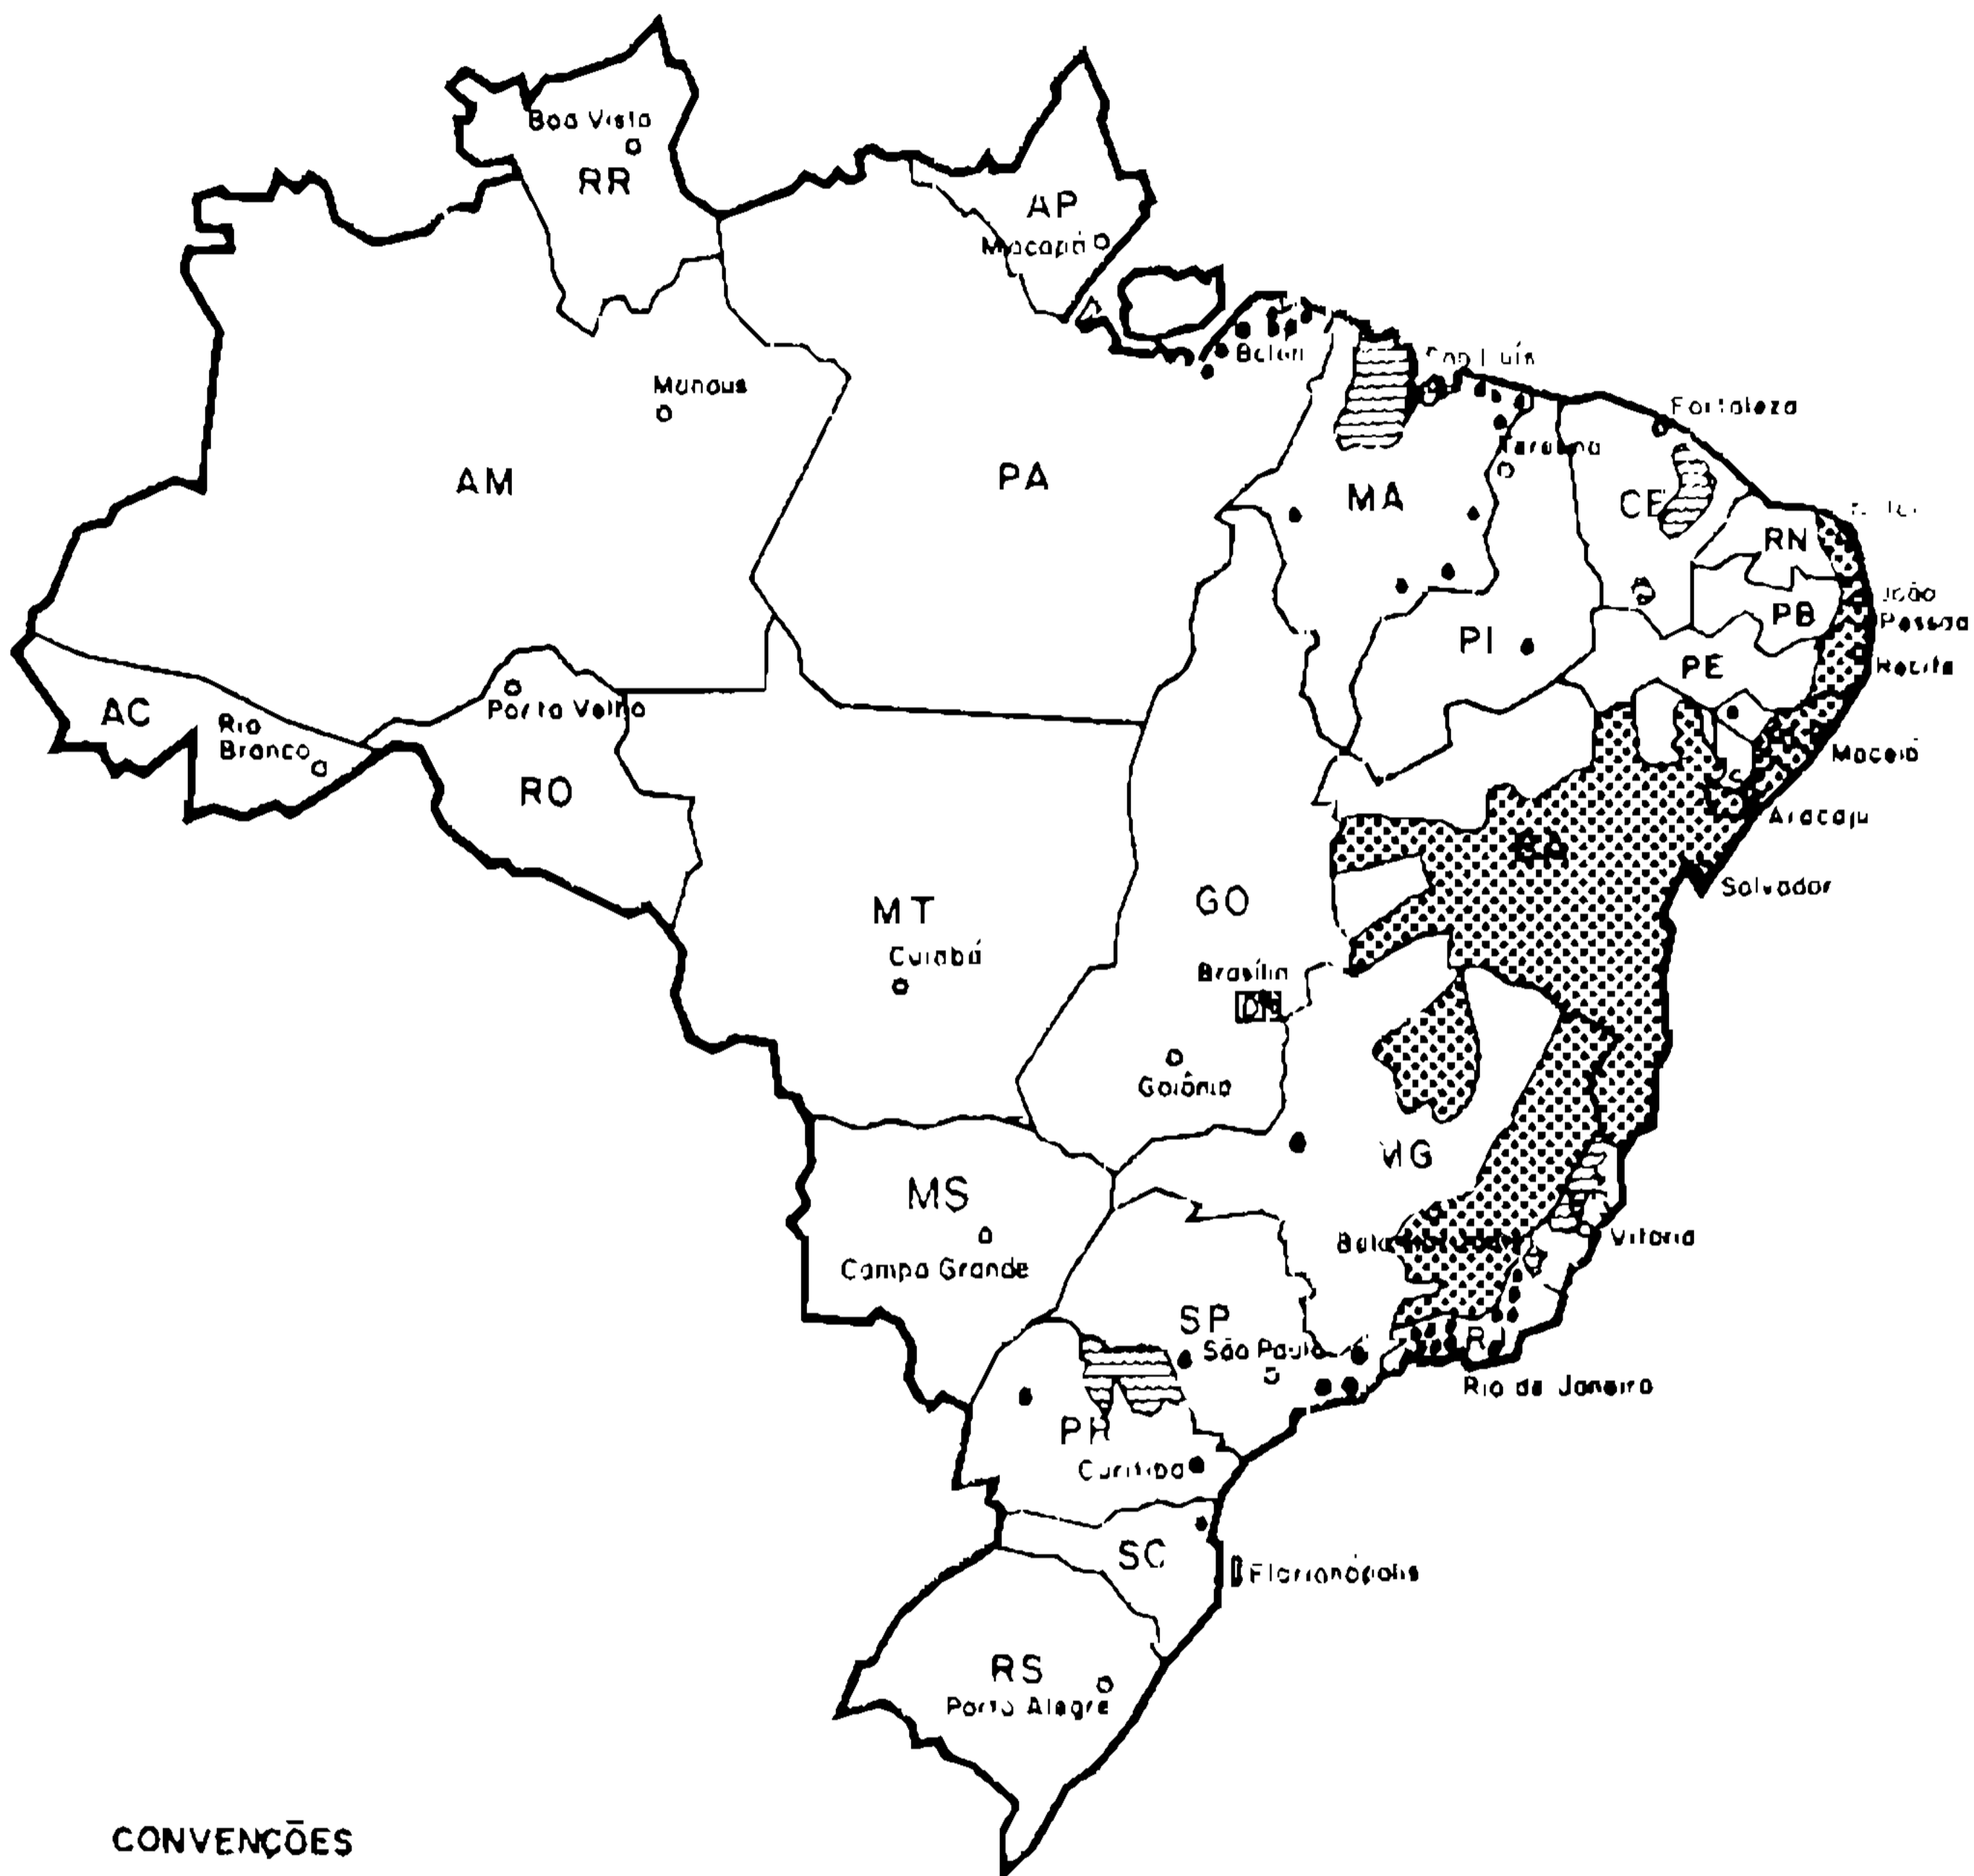 Boa Vista
RR
AP
Macapá
Belem
São Luís
Manaus
Fortaleza
AM
PA
MA
CE
RN
João
Pessoa
PB
PI
PE
Recife
AC
Rio
Branco
Porto Velho
Maceió
RO
Aracaju
BA
Salvador
MT
Cuiabá
GO
Brasília
DF
Goiânia
MG
MS
Campo Grande
Vitória
SP
São Paulo
RJ
Rio de Janeiro
PR
Curitiba
SC
Florianópolis
RS
Porto Alegre
CONVENÇÕES